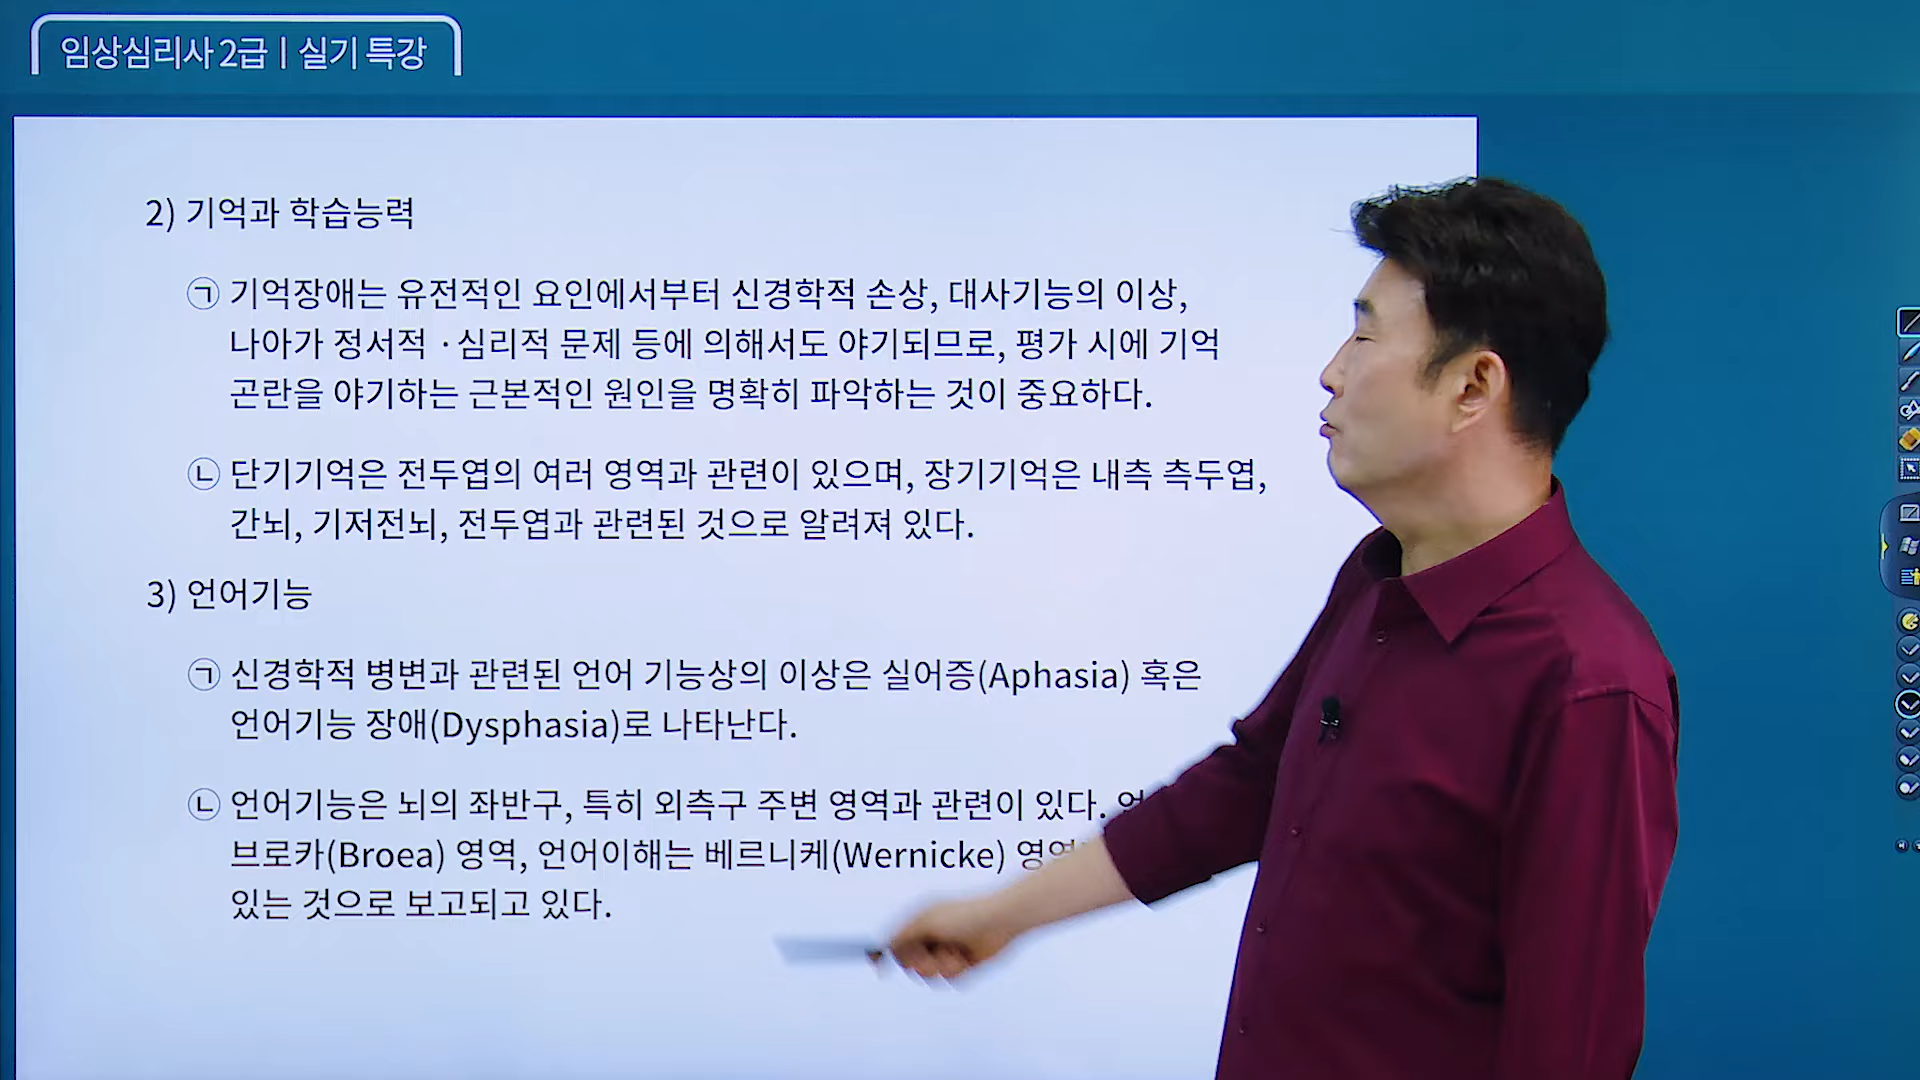 임상심리사 2급 | 실기 특강
2) 기억과 학습능력
㉠ 기억장애는 유전적인 요인에서부터 신경학적 손상, 대사기능의 이상,
나아가 정서적 ·심리적 문제 등에 의해서도 야기되므로, 평가 시에 기억
곤란을 야기하는 근본적인 원인을 명확히 파악하는 것이 중요하다.
㉡ 단기기억은 전두엽의 여러 영역과 관련이 있으며, 장기기억은 내측 측두엽,
간뇌, 기저전뇌, 전두엽과 관련된 것으로 알려져 있다.
3) 언어기능
㉠ 신경학적 병변과 관련된 언어 기능상의 이상은 실어증(Aphasia) 혹은
언어기능 장애(Dysphasia)로 나타난다.
㉡ 언어기능은 뇌의 좌반구, 특히 외측구 주변 영역과 관련이 있다.
브로카(Broea) 영역, 언어이해는 베르니케(Wernicke)
있는 것으로 보고되고 있다.